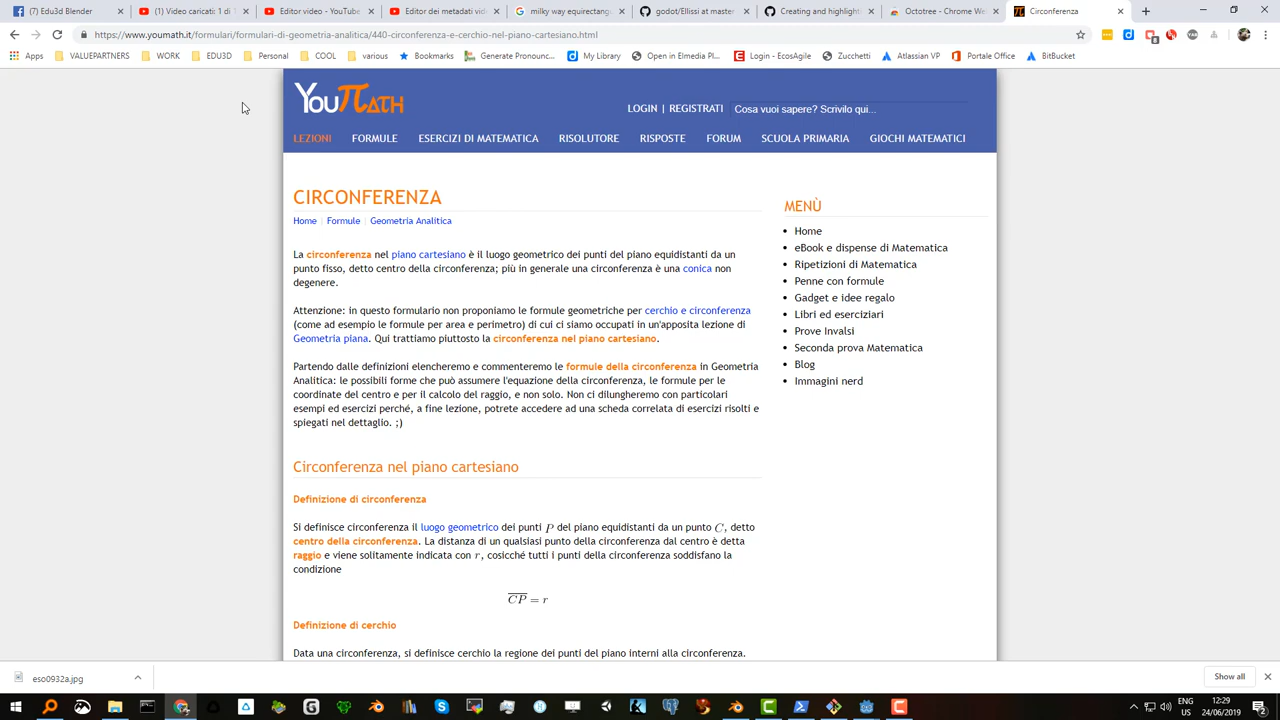 (7) Edu3d Blender
(1) Video caricati: 1 di 1
(1) Editor video - YouTube
(1) Editor dei metadati video
milky way equirectang
godot/Ellissi at master
Creating and highlight
Octotree - Chrome We
Circonferenza
https://www.youmath.it/formulari/formulari-di-geometria-analitica/440-circonferenza-e-cerchio-nel-piano-cartesiano.html
Apps VALUEPARTNERS WORK EDU3D Personal COOL various Bookmarks Generate Pronounc... My Library Open in Elmedia Pl... Login - EcosAgile Zucchetti Atlassian VP Portale Office BitBucket
YouπATH
LOGIN | REGISTRATI Cosa vuoi sapere? Scrivilo qui...
LEZIONI FORMULE ESERCIZI DI MATEMATICA RISOLUTORE RISPOSTE FORUM SCUOLA PRIMARIA GIOCHI MATEMATICI
CIRCONFERENZA
Home | Formule | Geometria Analitica
La circonferenza nel piano cartesiano è il luogo geometrico dei punti del piano equidistanti da un
punto fisso, detto centro della circonferenza; più in generale una circonferenza è una conica non
degenere.
Attenzione: in questo formulario non proponiamo le formule geometriche per cerchio e circonferenza
(come ad esempio le formule per area e perimetro) di cui ci siamo occupati in un'apposita lezione di
Geometria piana. Qui trattiamo piuttosto la circonferenza nel piano cartesiano.
Partendo dalle definizioni elencheremo e commenteremo le formule della circonferenza in Geometria
Analitica: le possibili forme che può assumere l'equazione della circonferenza, le formule per le
coordinate del centro e per il calcolo del raggio, e non solo. Non ci dilungheremo con particolari
esempi ed esercizi perché, a fine lezione, potrete accedere ad una scheda correlata di esercizi risolti e
spiegati nel dettaglio. ;)
Circonferenza nel piano cartesiano
Definizione di circonferenza
Si definisce circonferenza il luogo geometrico dei punti P del piano equidistanti da un punto C, detto
centro della circonferenza. La distanza di un qualsiasi punto della circonferenza dal centro è detta
raggio e viene solitamente indicata con r, cosicché tutti i punti della circonferenza soddisfano la
condizione
CP = r
Definizione di cerchio
Data una circonferenza, si definisce cerchio la regione dei punti del piano interni alla circonferenza.
MENÙ
Home
eBook e dispense di Matematica
Ripetizioni di Matematica
Penne con formule
Gadget e idee regalo
Libri ed eserciziari
Prove Invalsi
Seconda prova Matematica
Blog
Immagini nerd
eso0932a.jpg
Show all
ENG
US
12:29
24/06/2019